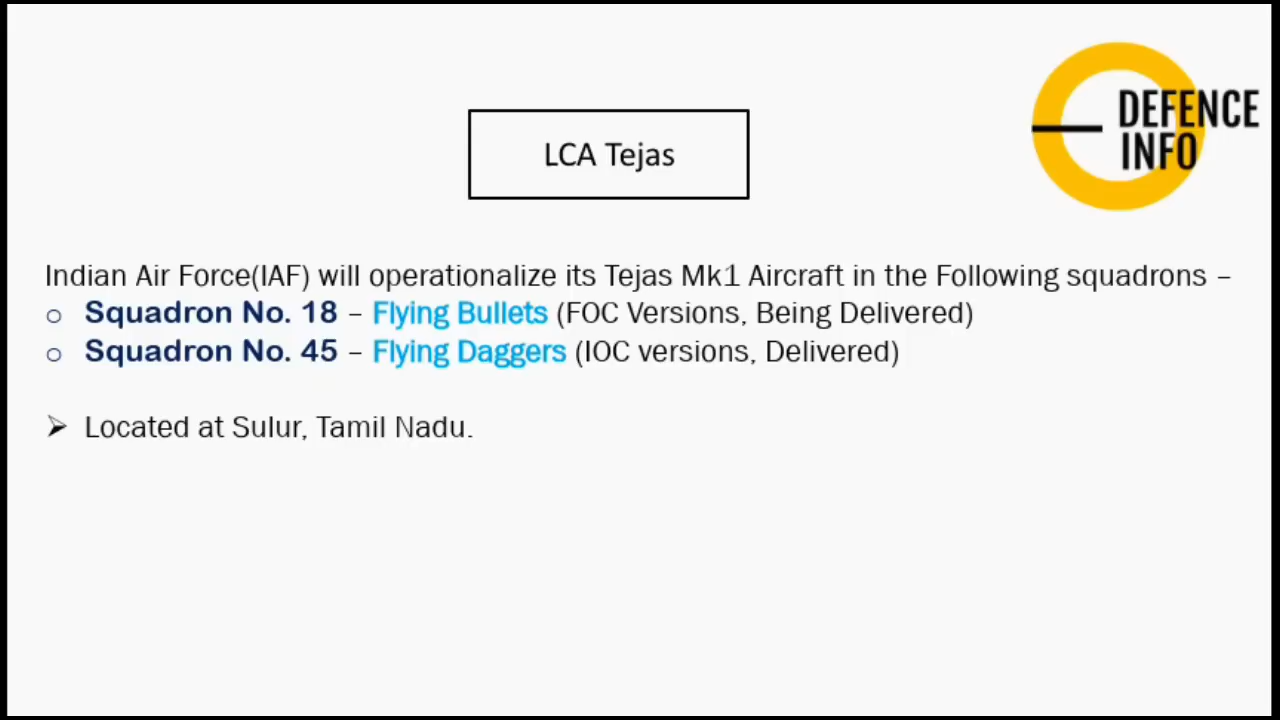 DEFENCE
INFO
LCA Tejas
Indian Air Force(IAF) will operationalize its Tejas Mk1 Aircraft in the Following squadrons –
o Squadron No. 18 – Flying Bullets (FOC Versions, Being Delivered)
o Squadron No. 45 – Flying Daggers (IOC versions, Delivered)
➢ Located at Sulur, Tamil Nadu.